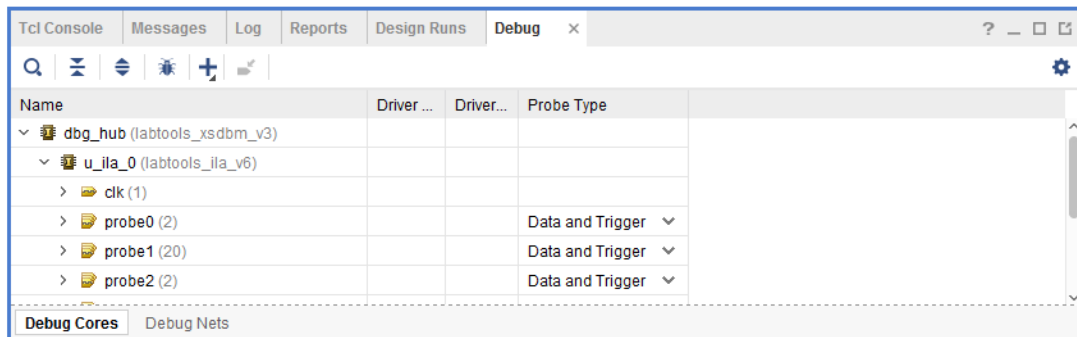 Tcl Console Messages Log Reports Design Runs Debug × ? _
Name Driver ... Driver... Probe Type
dbg_hub (labtools_xsdbm_v3)
u_ila_0 (labtools_ila_v6)
clk (1)
probe0 (2) Data and Trigger
probe1 (20) Data and Trigger
probe2 (2) Data and Trigger
Debug Cores Debug Nets